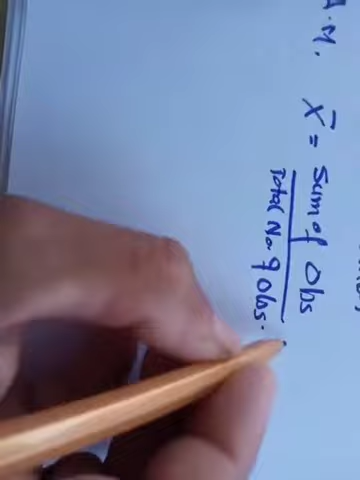 A.M.
X̄ = Sum of Obs
Total No. of Obs.